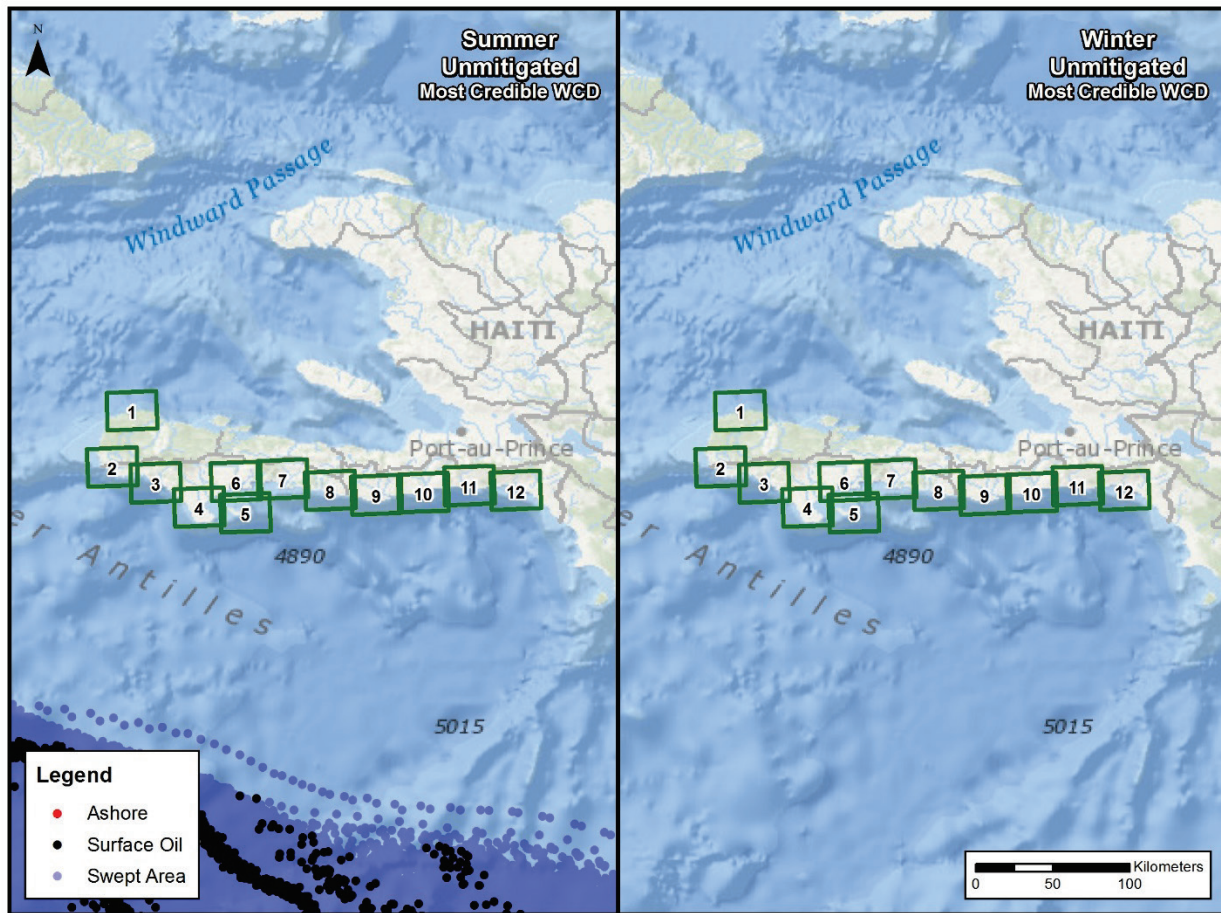 N
Summer
Unmitigated
Most Credible WCD
Windward Passage
HAITI
Port-au-Prince
1
2
3
4
5
6
7
8
9
10
11
12
4890
er Antilles
5015
Legend
Ashore
Surface Oil
Swept Area
Winter
Unmitigated
Most Credible WCD
Windward Passage
HAITI
Port-au-Prince
1
2
3
4
5
6
7
8
9
10
11
12
4890
er Antilles
5015
Kilometers
0 50 100